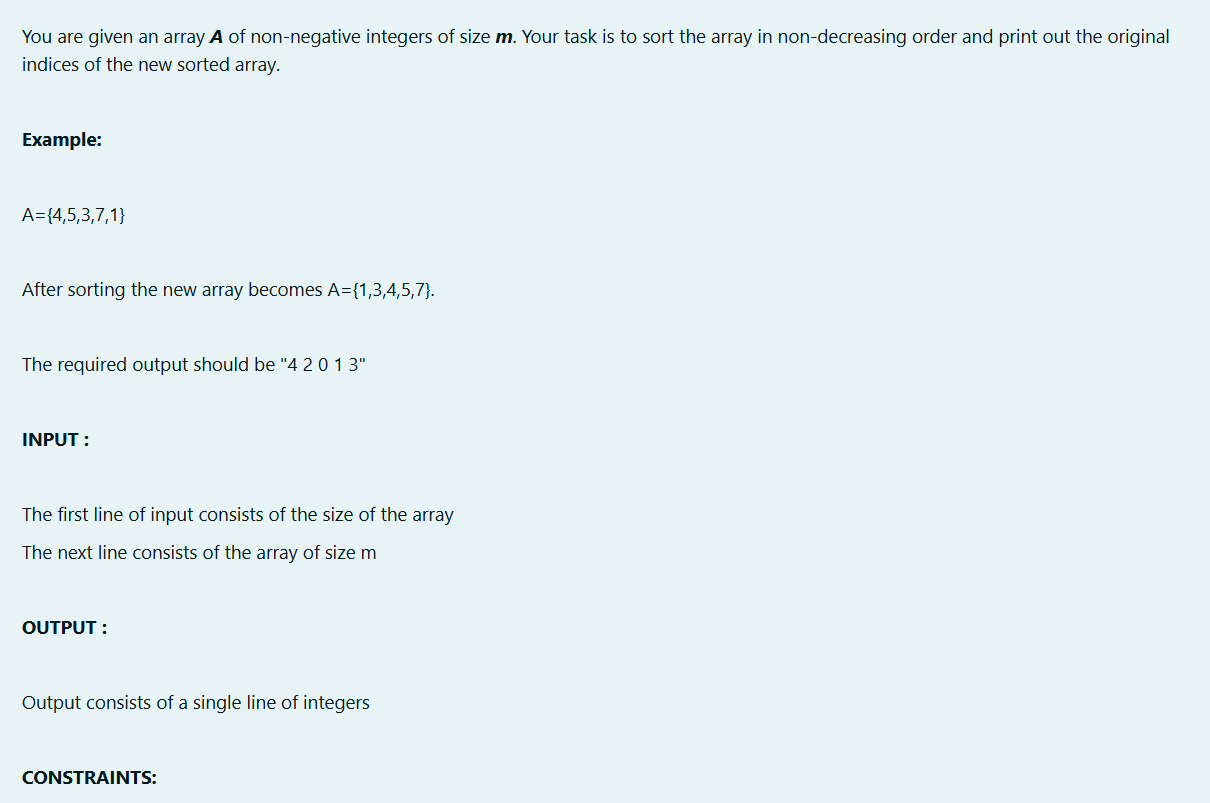 You are given an array A of non-negative integers of size m. Your task is to sort the array in non-decreasing order and print out the original
indices of the new sorted array.
Example:
A={4,5,3,7,1}
After sorting the new array becomes A={1,3,4,5,7}.
The required output should be "4 2 0 1 3"
INPUT :
The first line of input consists of the size of the array
The next line consists of the array of size m
OUTPUT :
Output consists of a single line of integers
CONSTRAINTS: